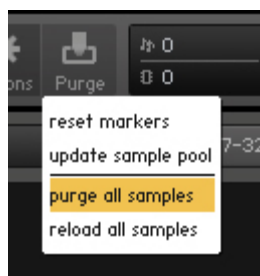 ons
Purge
0
0
reset markers
update sample pool
7-32
purge all samples
reload all samples